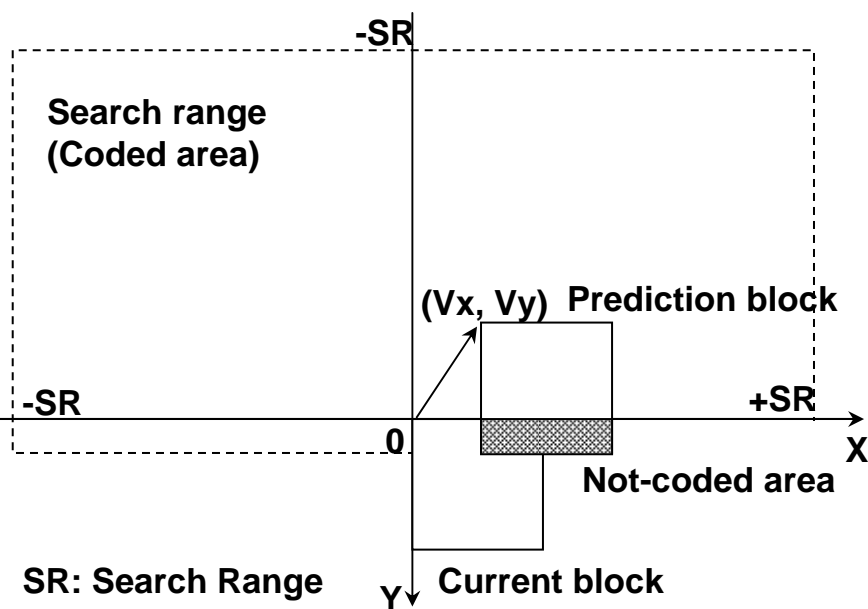 -SR
Search range
(Coded area)
(Vx, Vy) Prediction block
-SR
+SR
0
X
Not-coded area
SR: Search Range
Y
Current block